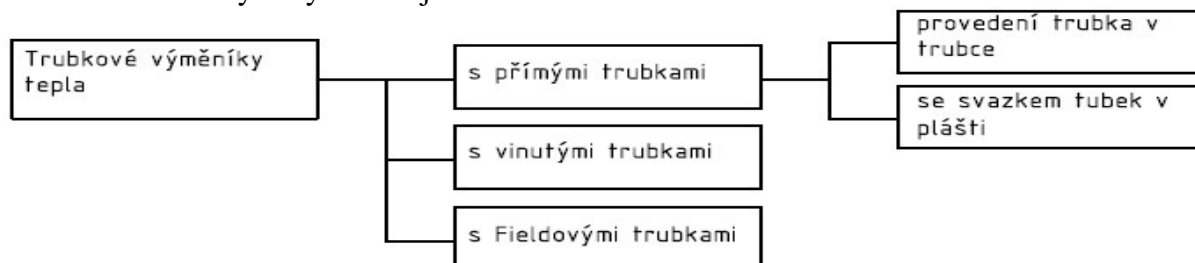 Trubkové výměníky
tepla
s přímými trubkami
s vinutými trubkami
s Fieldovými trubkami
provedení trubka v
trubce
se svazkem tubek v
plášti